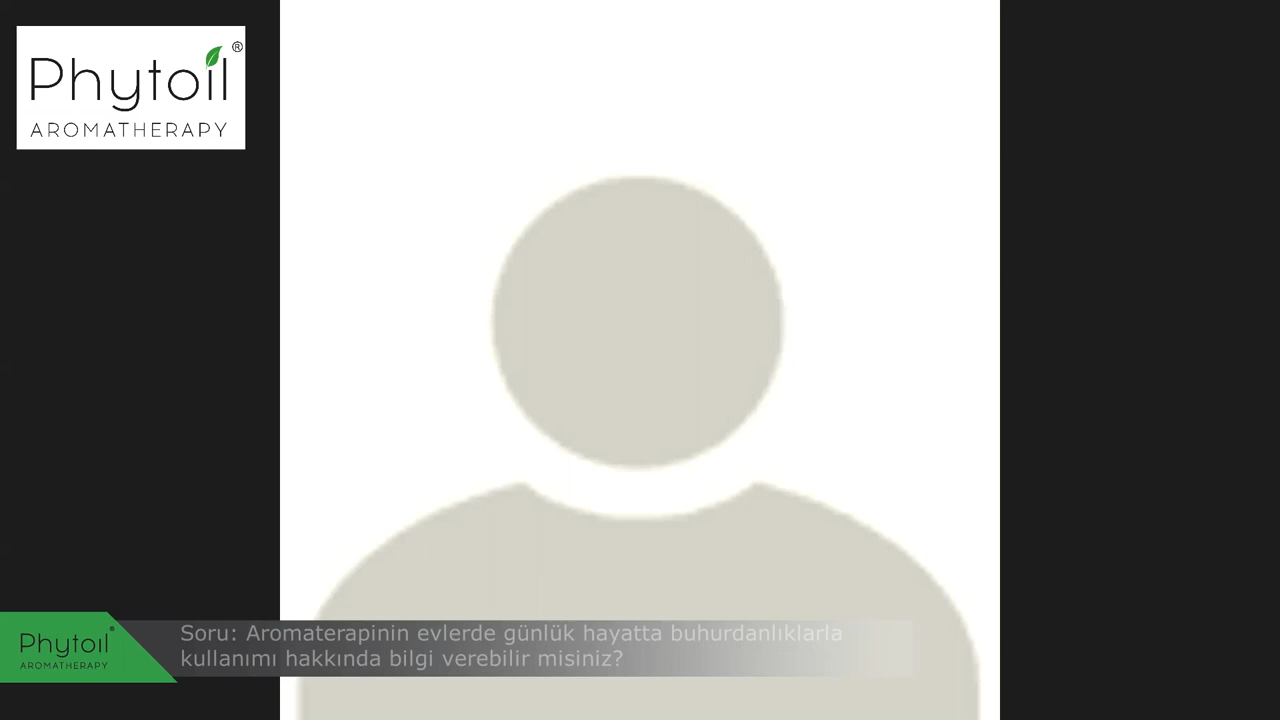 Phytoil®
AROMATHERAPY
Phytoil®
AROMATHERAPY
Soru: Aromaterapinin evlerde günlük hayatta buhurdanlıklarla
kullanımı hakkında bilgi verebilir misiniz?